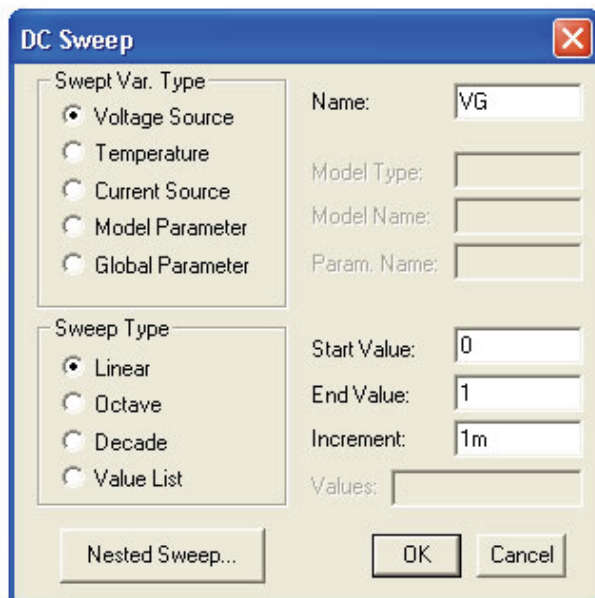 DC Sweep
Swept Var. Type
Voltage Source
Temperature
Current Source
Model Parameter
Global Parameter
Name: VG
Model Type:
Model Name:
Param. Name:
Sweep Type
Linear
Octave
Decade
Value List
Start Value: 0
End Value: 1
Increment: 1m
Values:
Nested Sweep...
OK
Cancel